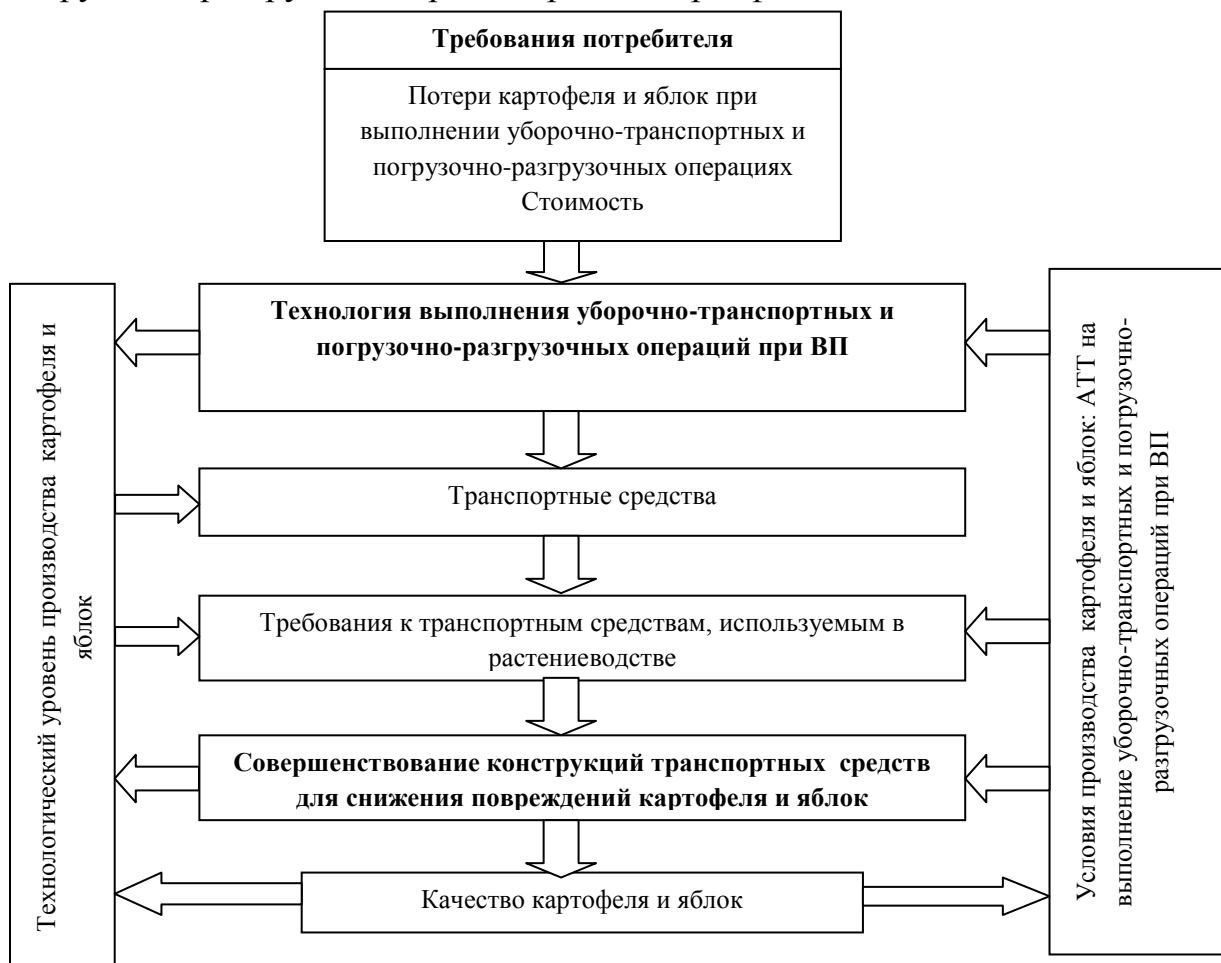 Требования потребителя
Потери картофеля и яблок при
выполнении уборочно-транспортных и
погрузочно-разгрузочных операциях
Стоимость
Технология выполнения уборочно-транспортных и
погрузочно-разгрузочных операций при ВП
Транспортные средства
Требования к транспортным средствам, используемым в
растениеводстве
Совершенствование конструкций транспортных средств
для снижения повреждений картофеля и яблок
Качество картофеля и яблок
Технологический уровень производства картофеля и
яблок
Условия производства картофеля и яблок: АТТ на
выполнение уборочно-транспортных и погрузочно-
разгрузочных операций при ВП